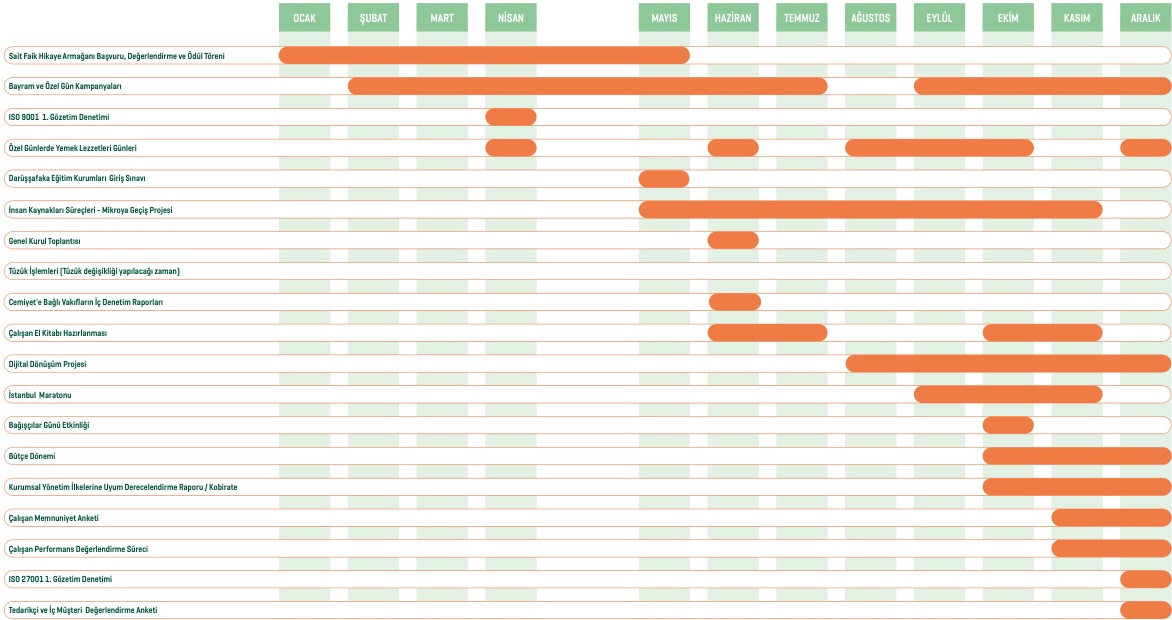 OCAK ŞUBAT MART NİSAN MAYIS HAZİRAN TEMMUZ AĞUSTOS EYLÜL EKİM KASIM ARALIK
Sait Faik Hikaye Armağanı Başvuru, Değerlendirme ve Ödül Töreni
Bayram ve Özel Gün Kampanyaları
ISO 9001 1. Gözetim Denetimi
Özel Günlerde Yemek Lezzetleri Günleri
Darüşşafaka Eğitim Kurumları Giriş Sınavı
İnsan Kaynakları Süreçleri - Mikroya Geçiş Projesi
Genel Kurul Toplantısı
Tüzük İşlemleri (Tüzük değişikliği yapılacağı zaman)
Cemiyet'e Bağlı Vakıfların İç Denetim Raporları
Çalışan El Kitabı Hazırlanması
Dijital Dönüşüm Projesi
İstanbul Maratonu
Bağışçılar Günü Etkinliği
Bütçe Dönemi
Kurumsal Yönetim İlkelerine Uyum Derecelendirme Raporu / Kobirate
Çalışan Memnuniyet Anketi
Çalışan Performans Değerlendirme Süreci
ISO 27001 1. Gözetim Denetimi
Tedarikçi ve İç Müşteri Değerlendirme Anketi